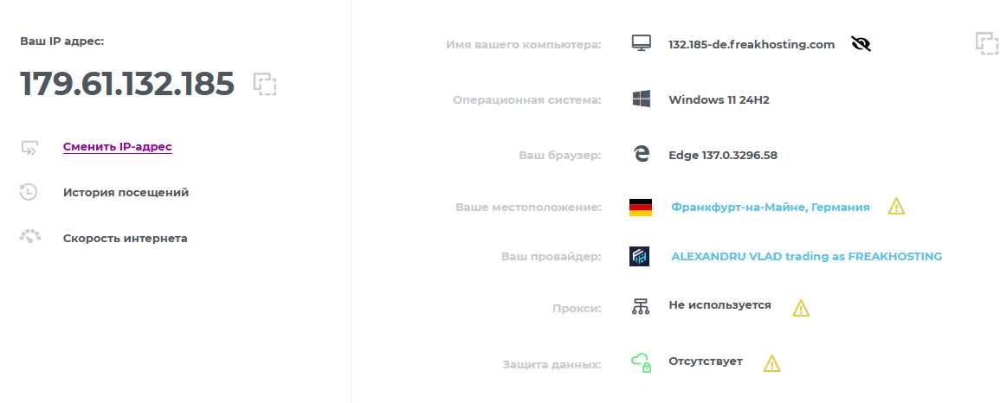 Ваш IP адрес:
179.61.132.185
Сменить IP-адрес
История посещений
Скорость интернета
Имя вашего компьютера: 132.185-de.freakhosting.com
Операционная система: Windows 11 24H2
Ваш браузер: Edge 137.0.3296.58
Ваше местоположение: Франкфурт-на-Майне, Германия
Ваш провайдер: ALEXANDRU VLAD trading as FREAKHOSTING
Прокси: Не используется
Защита данных: Отсутствует